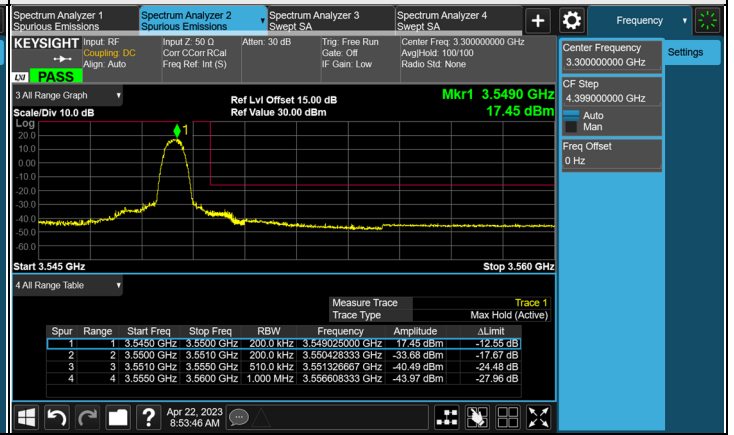 Spectrum Analyzer 1
Spurious Emissions
Spectrum Analyzer 2
Spurious Emissions
Spectrum Analyzer 3
Swept SA
Spectrum Analyzer 4
Swept SA
+
Frequency
KEYSIGHT
Input: RF
Coupling: DC
Align: Auto
Input Z: 50 Ω
Corr CCorr RCal
Freq Ref: Int (S)
Atten: 30 dB
Trig: Free Run
Gate: Off
IF Gain: Low
Center Freq: 3.300000000 GHz
Avg|Hold: 100/100
Radio Std: None
LXI PASS
Center Frequency
3.300000000 GHz
Settings
CF Step
4.399000000 GHz
Auto
Man
Freq Offset
0 Hz
3 All Range Graph
Scale/Div 10.0 dB
Ref Lvl Offset 15.00 dB
Ref Value 30.00 dBm
Mkr1 3.5490 GHz
17.45 dBm
Log
1
20.0
10.0
0.00
-10.0
-20.0
-30.0
-40.0
-50.0
-60.0
Start 3.545 GHz
Stop 3.560 GHz
4 All Range Table
Measure Trace Trace 1
Trace Type Max Hold (Active)
Spur Range Start Freq Stop Freq RBW Frequency Amplitude ΔLimit
1 1 3.5450 GHz 3.5500 GHz 200.0 kHz 3.549025000 GHz 17.45 dBm -12.55 dB
2 2 3.5500 GHz 3.5510 GHz 200.0 kHz 3.550428333 GHz -33.68 dBm -17.67 dB
3 3 3.5510 GHz 3.5550 GHz 510.0 kHz 3.551326667 GHz -40.49 dBm -24.48 dB
4 4 3.5550 GHz 3.5600 GHz 1.000 MHz 3.556608333 GHz -43.97 dBm -27.96 dB
?
Apr 22, 2023
8:53:46 AM